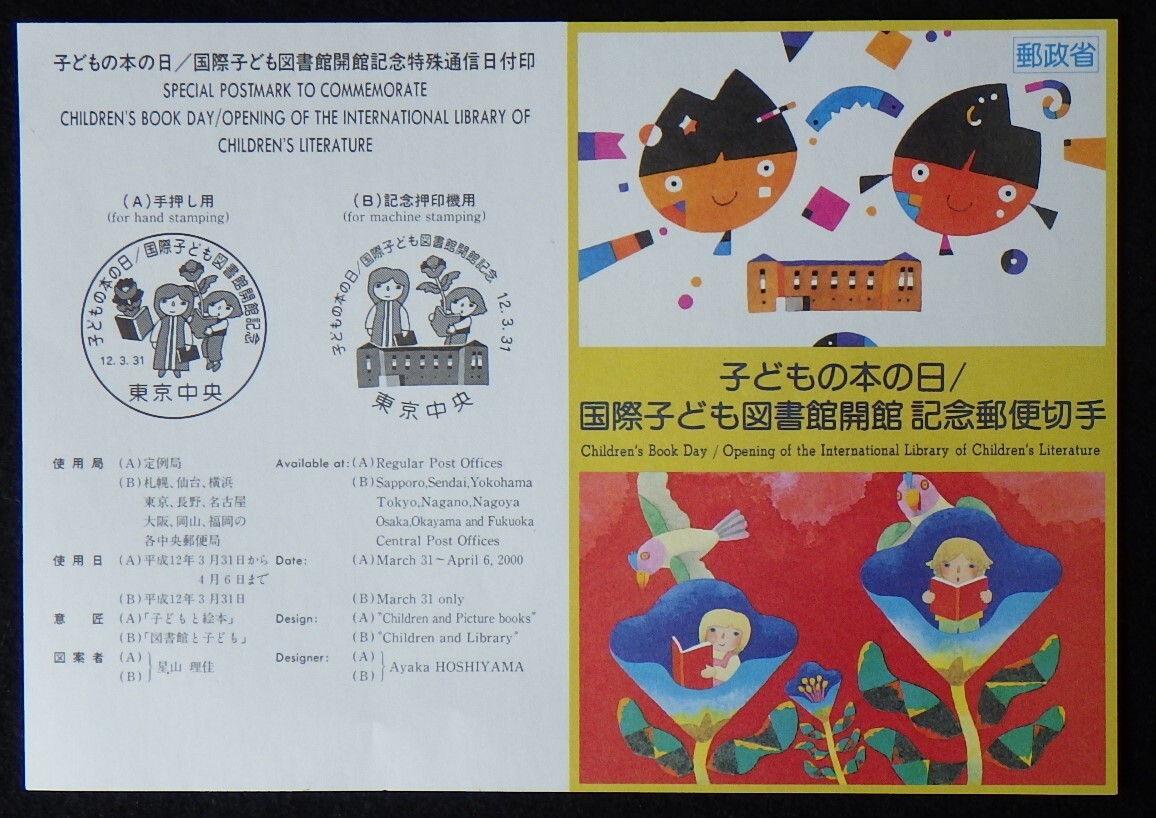 子どもの本の日／国際子ども図書館開館記念特殊通信日付印
SPECIAL POSTMARK TO COMMEMORATE
CHILDREN'S BOOK DAY/OPENING OF THE INTERNATIONAL LIBRARY OF
CHILDREN'S LITERATURE
(A)手押し用
(for hand stamping)
子どもの本の日/国際子ども図書館開館記念
12.3.31
東京中央
(B)記念押印機用
(for machine stamping)
子どもの本の日/国際子ども図書館開館記念
12.3.31
東京中央
使用局 (A)定例局
(B)札幌、仙台、横浜
東京、長野、名古屋
大阪、岡山、福岡の
各中央郵便局
使用日 (A)平成12年3月31日から
4月6日まで
(B)平成12年3月31日
意匠 (A)「子どもと絵本」
(B)「図書館と子ども」
図案者 (A)
(B) 星山 理佳
Available at: (A) Regular Post Offices
(B) Sapporo,Sendai,Yokohama
Tokyo,Nagano,Nagoya
Osaka,Okayama and Fukuoka
Central Post Offices
Date: (A) March 31~April 6, 2000
(B) March 31 only
Design: (A) "Children and Picture books"
(B) "Children and Library"
Designer: (A)
(B) Ayaka HOSHIYAMA
郵政省
子どもの本の日/
国際子ども図書館開館 記念郵便切手
Children's Book Day / Opening of the International Library of Children's Literature